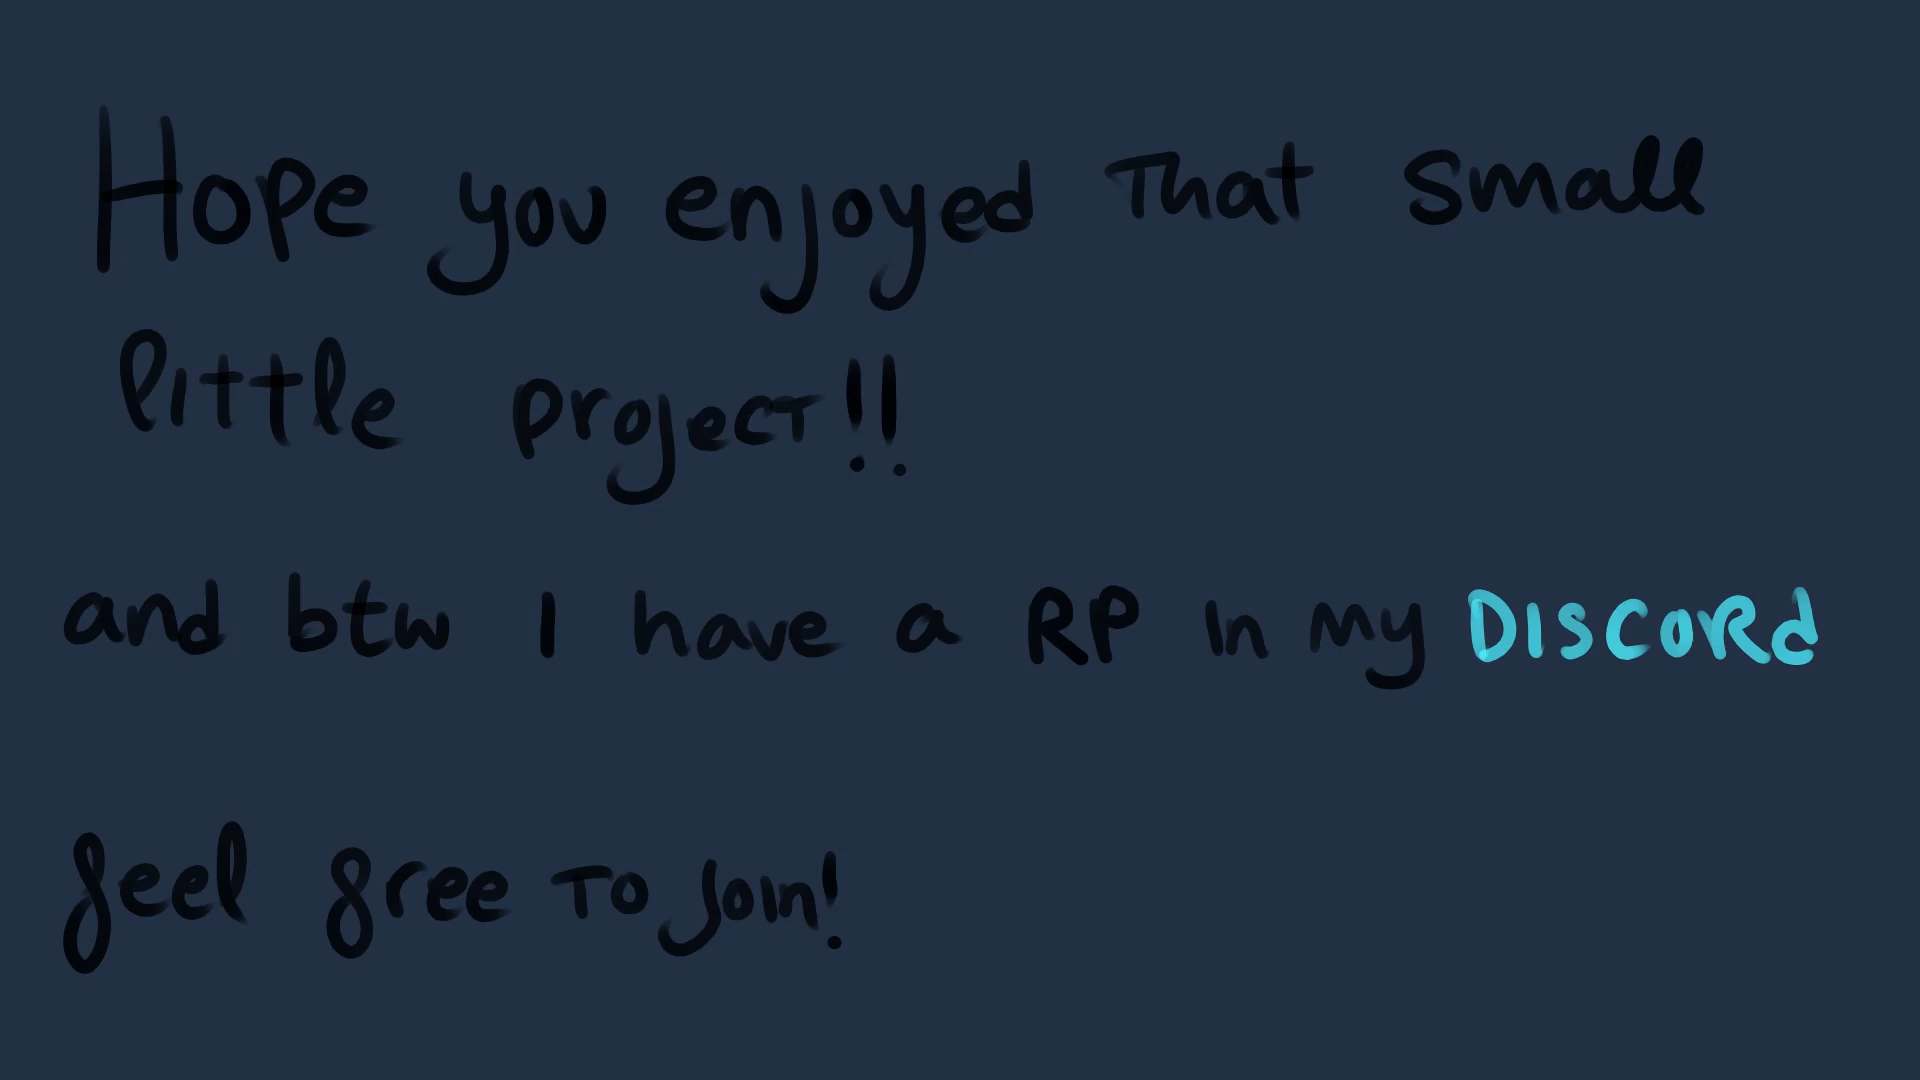 Hope you enjoyed that small
little project!!
and btw I have a RP in my DIScoRd
feel free to join!